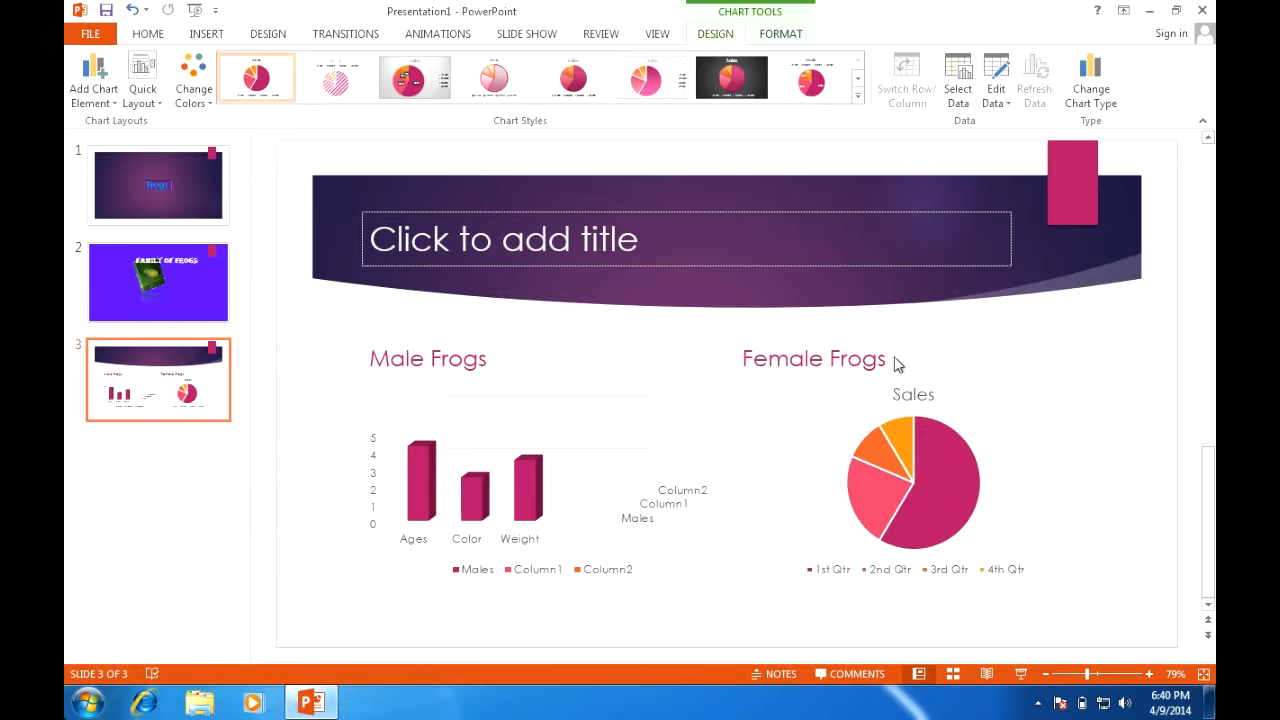 Presentation1 - PowerPoint
CHART TOOLS
?
FILE HOME INSERT DESIGN TRANSITIONS ANIMATIONS SLIDE SHOW REVIEW VIEW DESIGN FORMAT
Sign in
Add Chart Element
Quick Layout
Change Colors
Switch Row/ Column
Select Data
Edit Data
Refresh Data
Change Chart Type
Chart Layouts
Chart Styles
Data
Type
1
Frogs
2
FAMILY OF FROGS
3
Click to add title
Male Frogs
Female Frogs
Sales
5
4
3
2
1
0
Column2
Column1
Males
Ages Color Weight
Males Column1 Column2
1st Qtr 2nd Qtr 3rd Qtr 4th Qtr
SLIDE 3 OF 3
NOTES
COMMENTS
79%
6:40 PM
4/9/2014